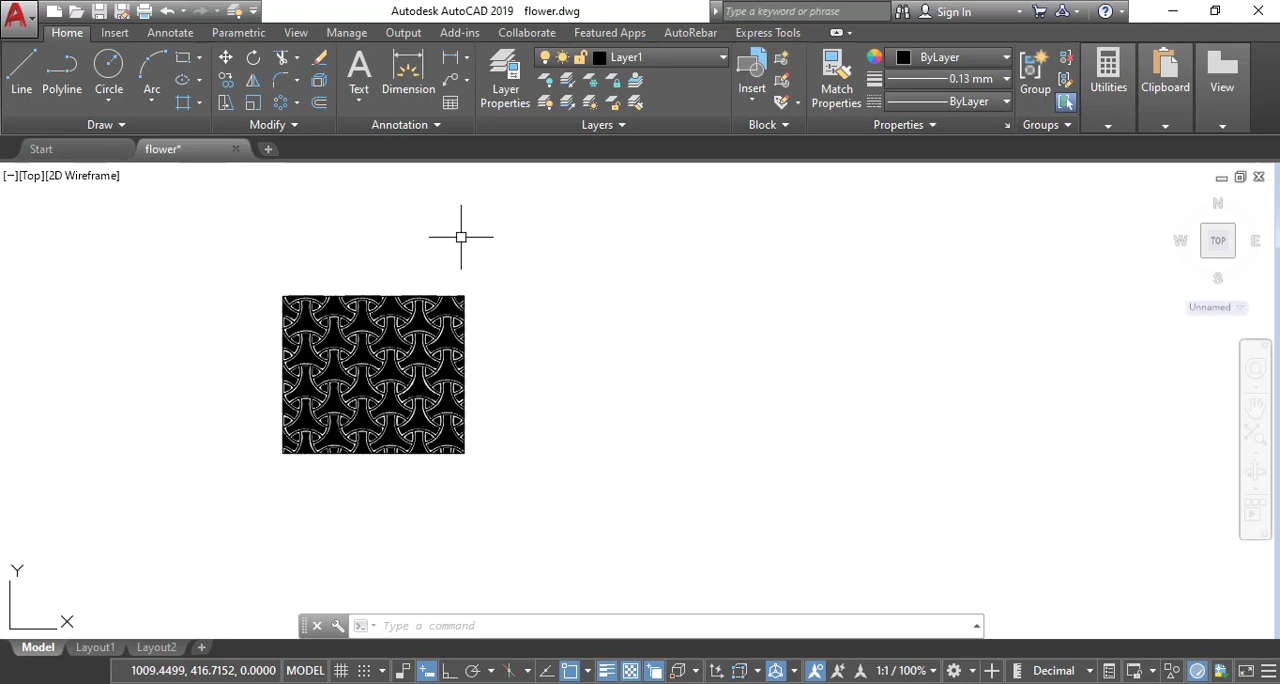 Autodesk AutoCAD 2019 flower.dwg
Type a keyword or phrase
Sign In
Home Insert Annotate Parametric View Manage Output Add-ins Collaborate Featured Apps AutoRebar Express Tools
Line Polyline Circle Arc
Text Dimension
Layer Properties
Layer1
Insert
Match Properties
ByLayer
0.13 mm
ByLayer
Group
Utilities
Clipboard
View
Draw Modify Annotation Layers Block Properties Groups
Start flower*
[−][Top][2D Wireframe]
N
W TOP E
S
Unnamed
Y
X
Type a command
Model Layout1 Layout2
1009.4499, 416.7152, 0.0000 MODEL 1:1 / 100% Decimal